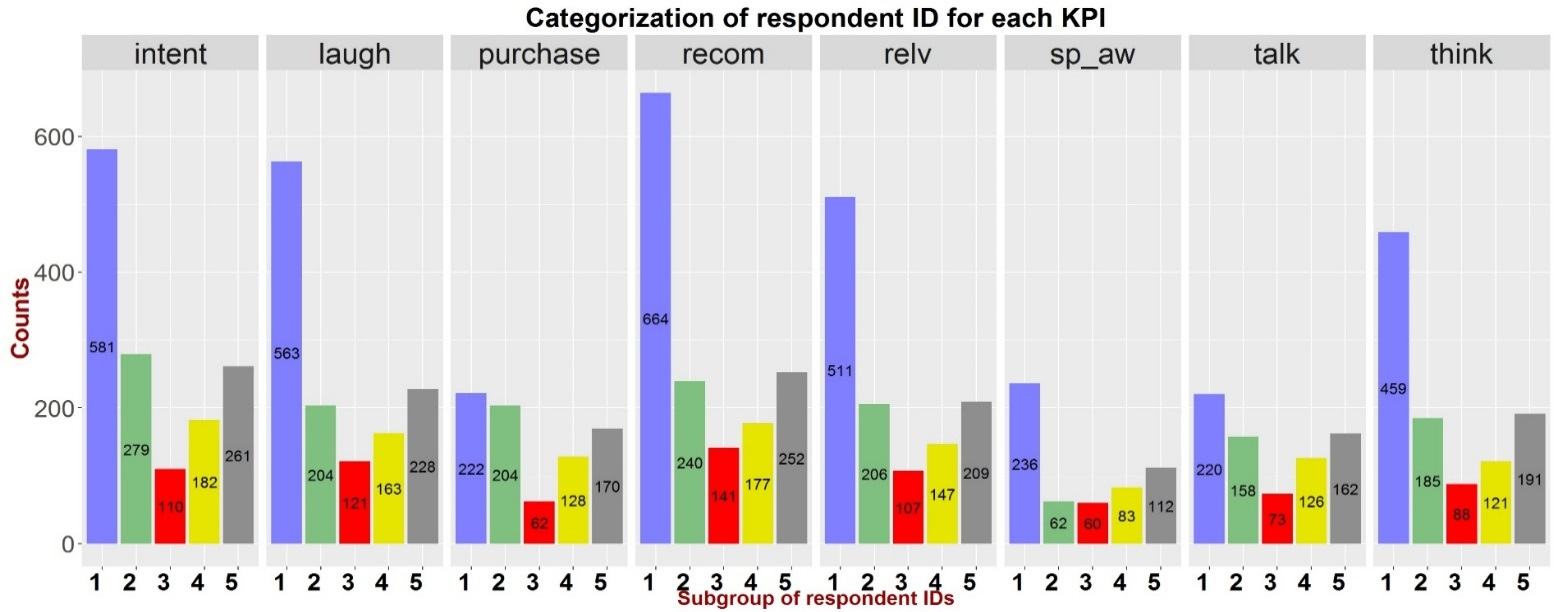 Categorization of respondent ID for each KPI
intent laugh purchase recom relv sp_aw talk think
Counts
600
400
200
0
581 279 110 182 261
563 204 121 163 228
222 204 62 128 170
664 240 141 177 252
511 206 107 147 209
236 62 60 83 112
220 158 73 126 162
459 185 88 121 191
1 2 3 4 5 1 2 3 4 5 1 2 3 4 5 1 2 3 4 5 1 2 3 4 5 1 2 3 4 5 1 2 3 4 5 1 2 3 4 5
Subgroup of respondent IDs